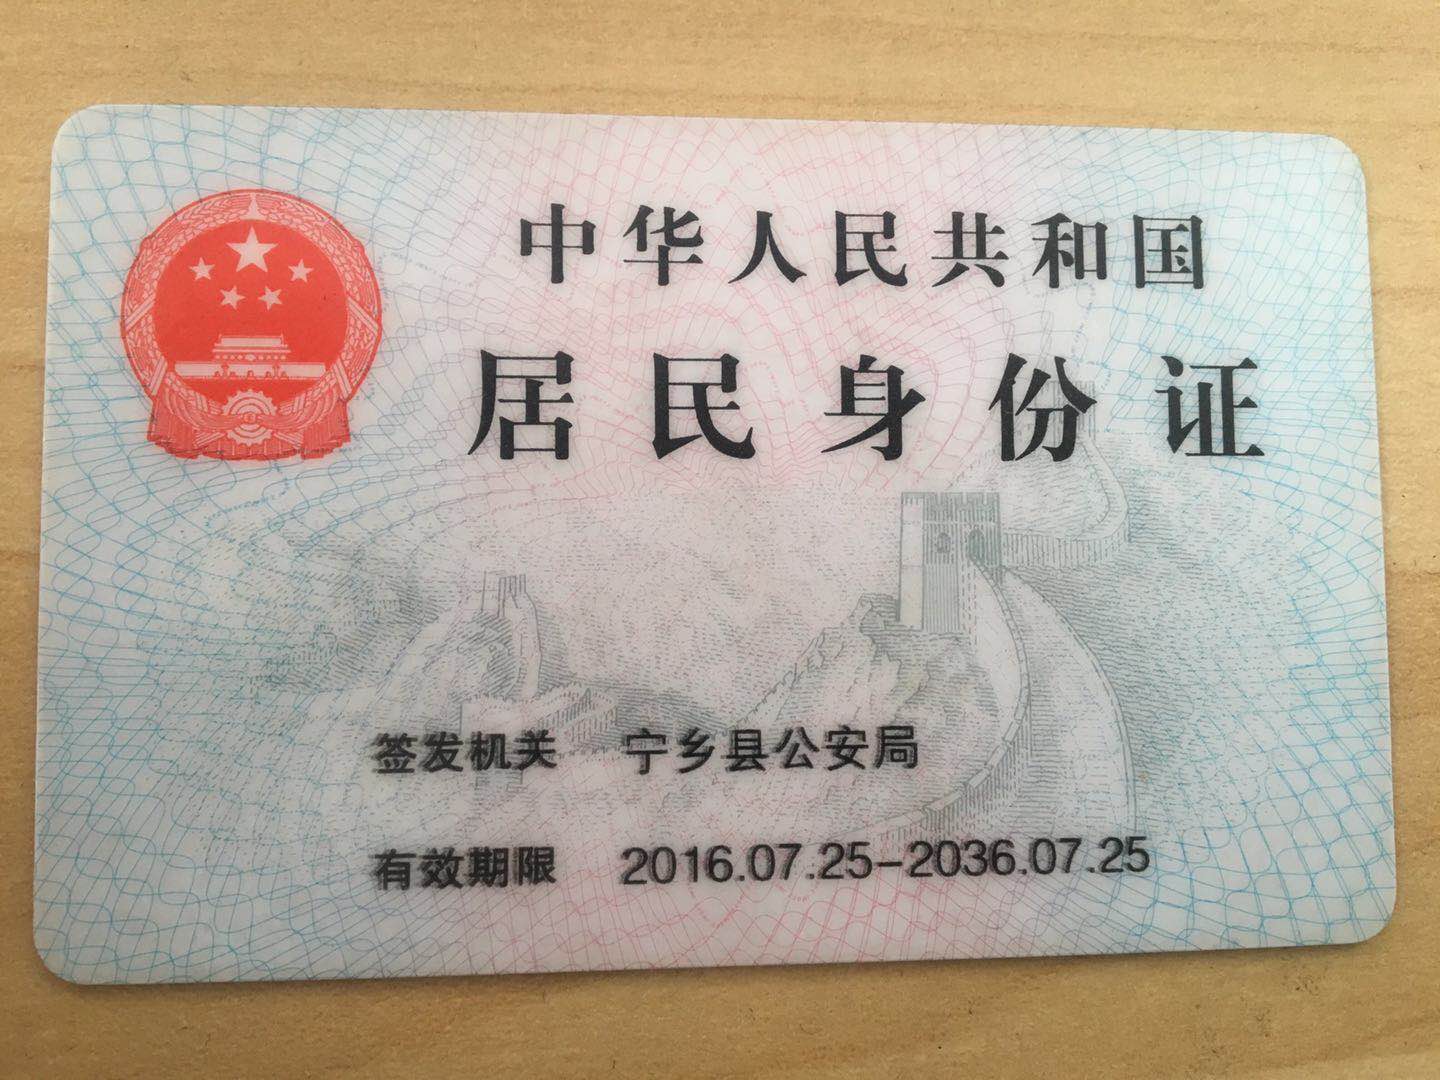 中华人民共和国
居民身份证
签发机关 宁乡县公安局
有效期限 2016.07.25-2036.07.25